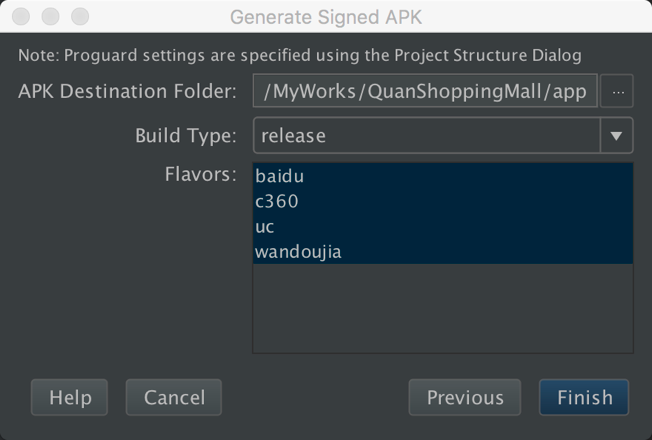 Generate Signed APK
Note: Proguard settings are specified using the Project Structure Dialog
APK Destination Folder: /MyWorks/QuanShoppingMall/app ...
Build Type: release
Flavors: baidu
c360
uc
wandoujia
Help Cancel Previous Finish